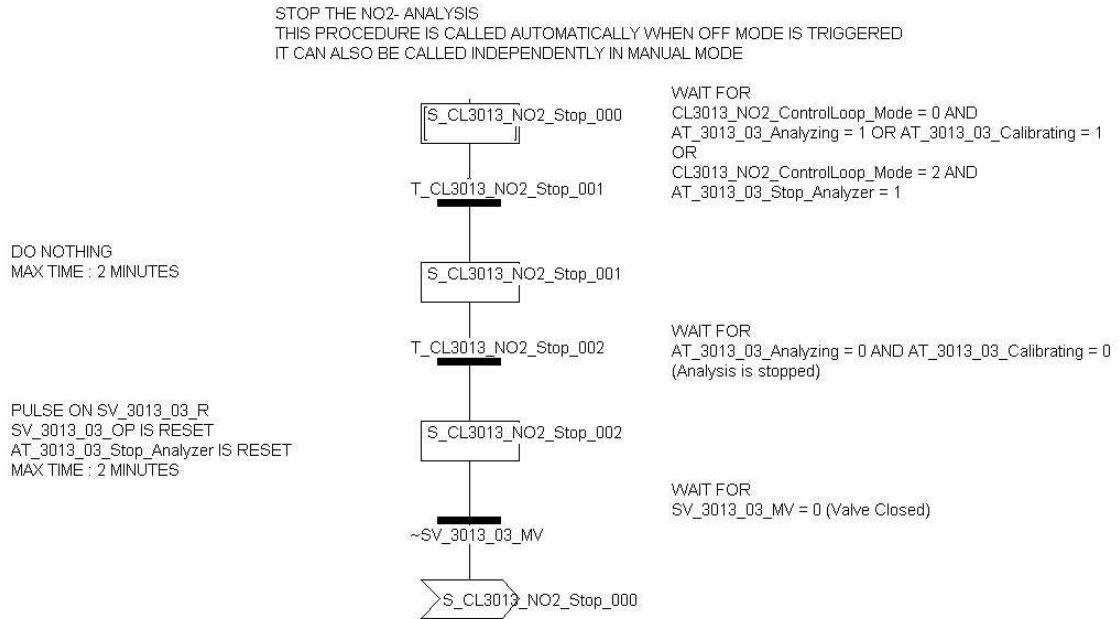 STOP THE NO2- ANALYSIS
THIS PROCEDURE IS CALLED AUTOMATICALLY WHEN OFF MODE IS TRIGGERED
IT CAN ALSO BE CALLED INDEPENDENTLY IN MANUAL MODE
S_CL3013_NO2_Stop_000
WAIT FOR
CL3013_NO2_ControlLoop_Mode = 0 AND
AT_3013_03_Analyzing = 1 OR AT_3013_03_Calibrating = 1
OR
CL3013_NO2_ControlLoop_Mode = 2 AND
AT_3013_03_Stop_Analyzer = 1
T_CL3013_NO2_Stop_001
DO NOTHING
MAX TIME : 2 MINUTES
S_CL3013_NO2_Stop_001
T_CL3013_NO2_Stop_002
WAIT FOR
AT_3013_03_Analyzing = 0 AND AT_3013_03_Calibrating = 0
(Analysis is stopped)
PULSE ON SV_3013_03_R
SV_3013_03_OP IS RESET
AT_3013_03_Stop_Analyzer IS RESET
MAX TIME : 2 MINUTES
S_CL3013_NO2_Stop_002
WAIT FOR
SV_3013_03_MV = 0 (Valve Closed)
~SV_3013_03_MV
S_CL3013_NO2_Stop_000